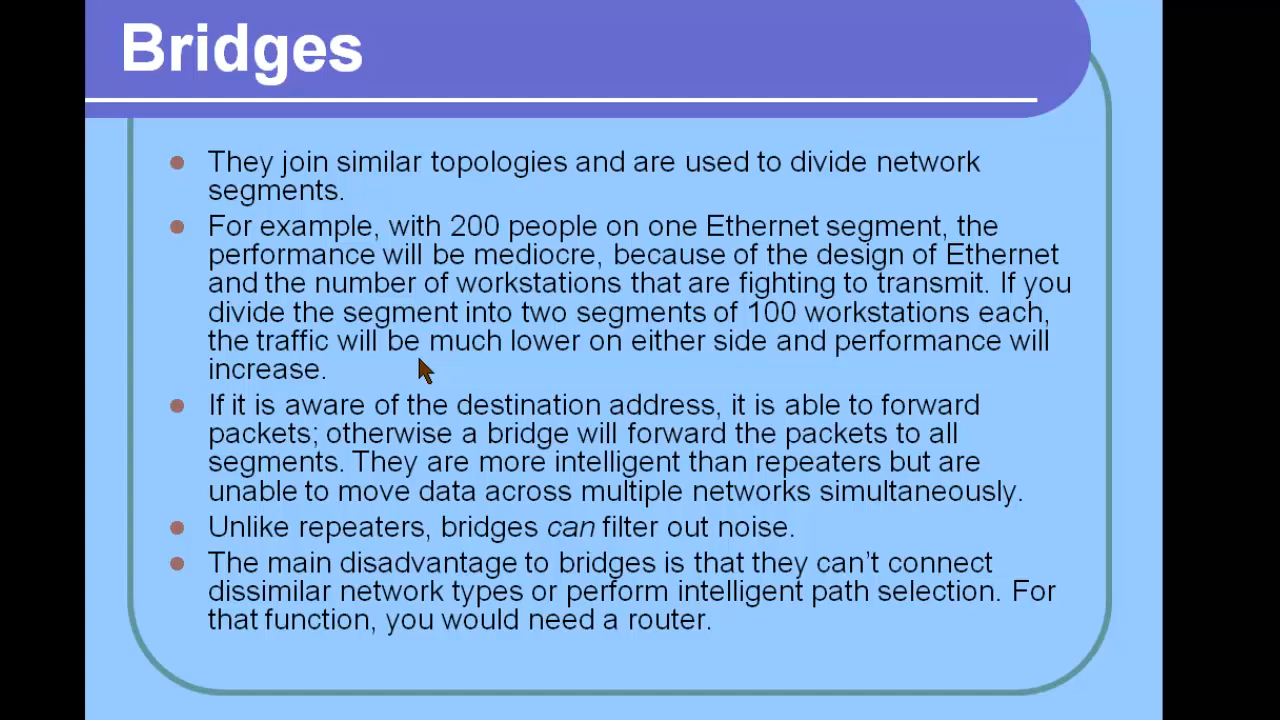 Bridges
They join similar topologies and are used to divide network
segments.
For example, with 200 people on one Ethernet segment, the
performance will be mediocre, because of the design of Ethernet
and the number of workstations that are fighting to transmit. If you
divide the segment into two segments of 100 workstations each,
the traffic will be much lower on either side and performance will
increase.
If it is aware of the destination address, it is able to forward
packets; otherwise a bridge will forward the packets to all
segments. They are more intelligent than repeaters but are
unable to move data across multiple networks simultaneously.
Unlike repeaters, bridges can filter out noise.
The main disadvantage to bridges is that they can’t connect
dissimilar network types or perform intelligent path selection. For
that function, you would need a router.